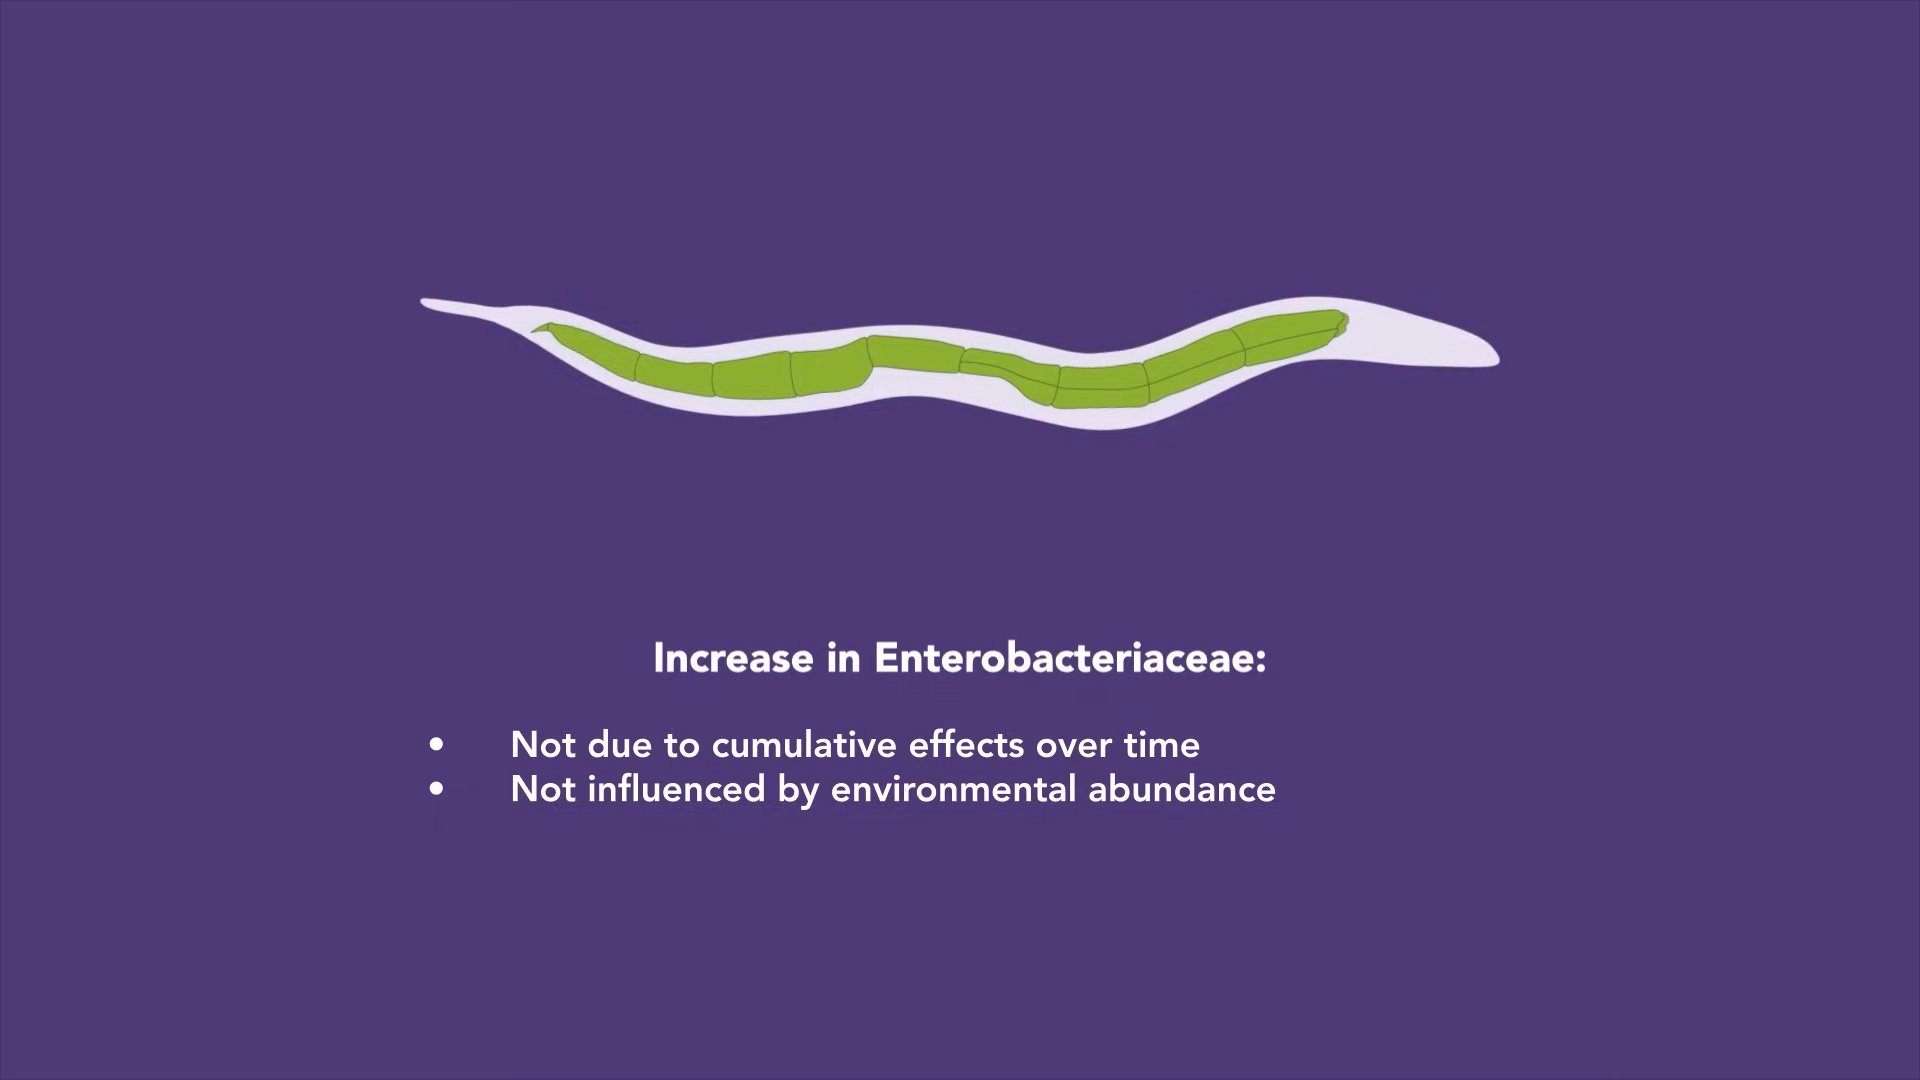 Increase in Enterobacteriaceae:
• Not due to cumulative effects over time
• Not influenced by environmental abundance